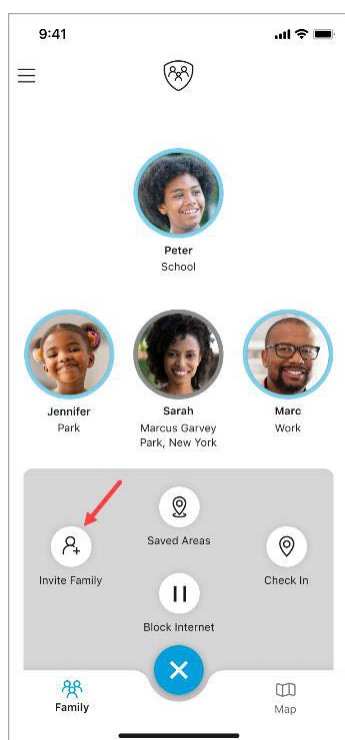 9:41
Peter
School
Jennifer
Park
Sarah
Marcus Garvey
Park, New York
Marc
Work
Saved Areas
Invite Family
Check In
Block Internet
Family
Map